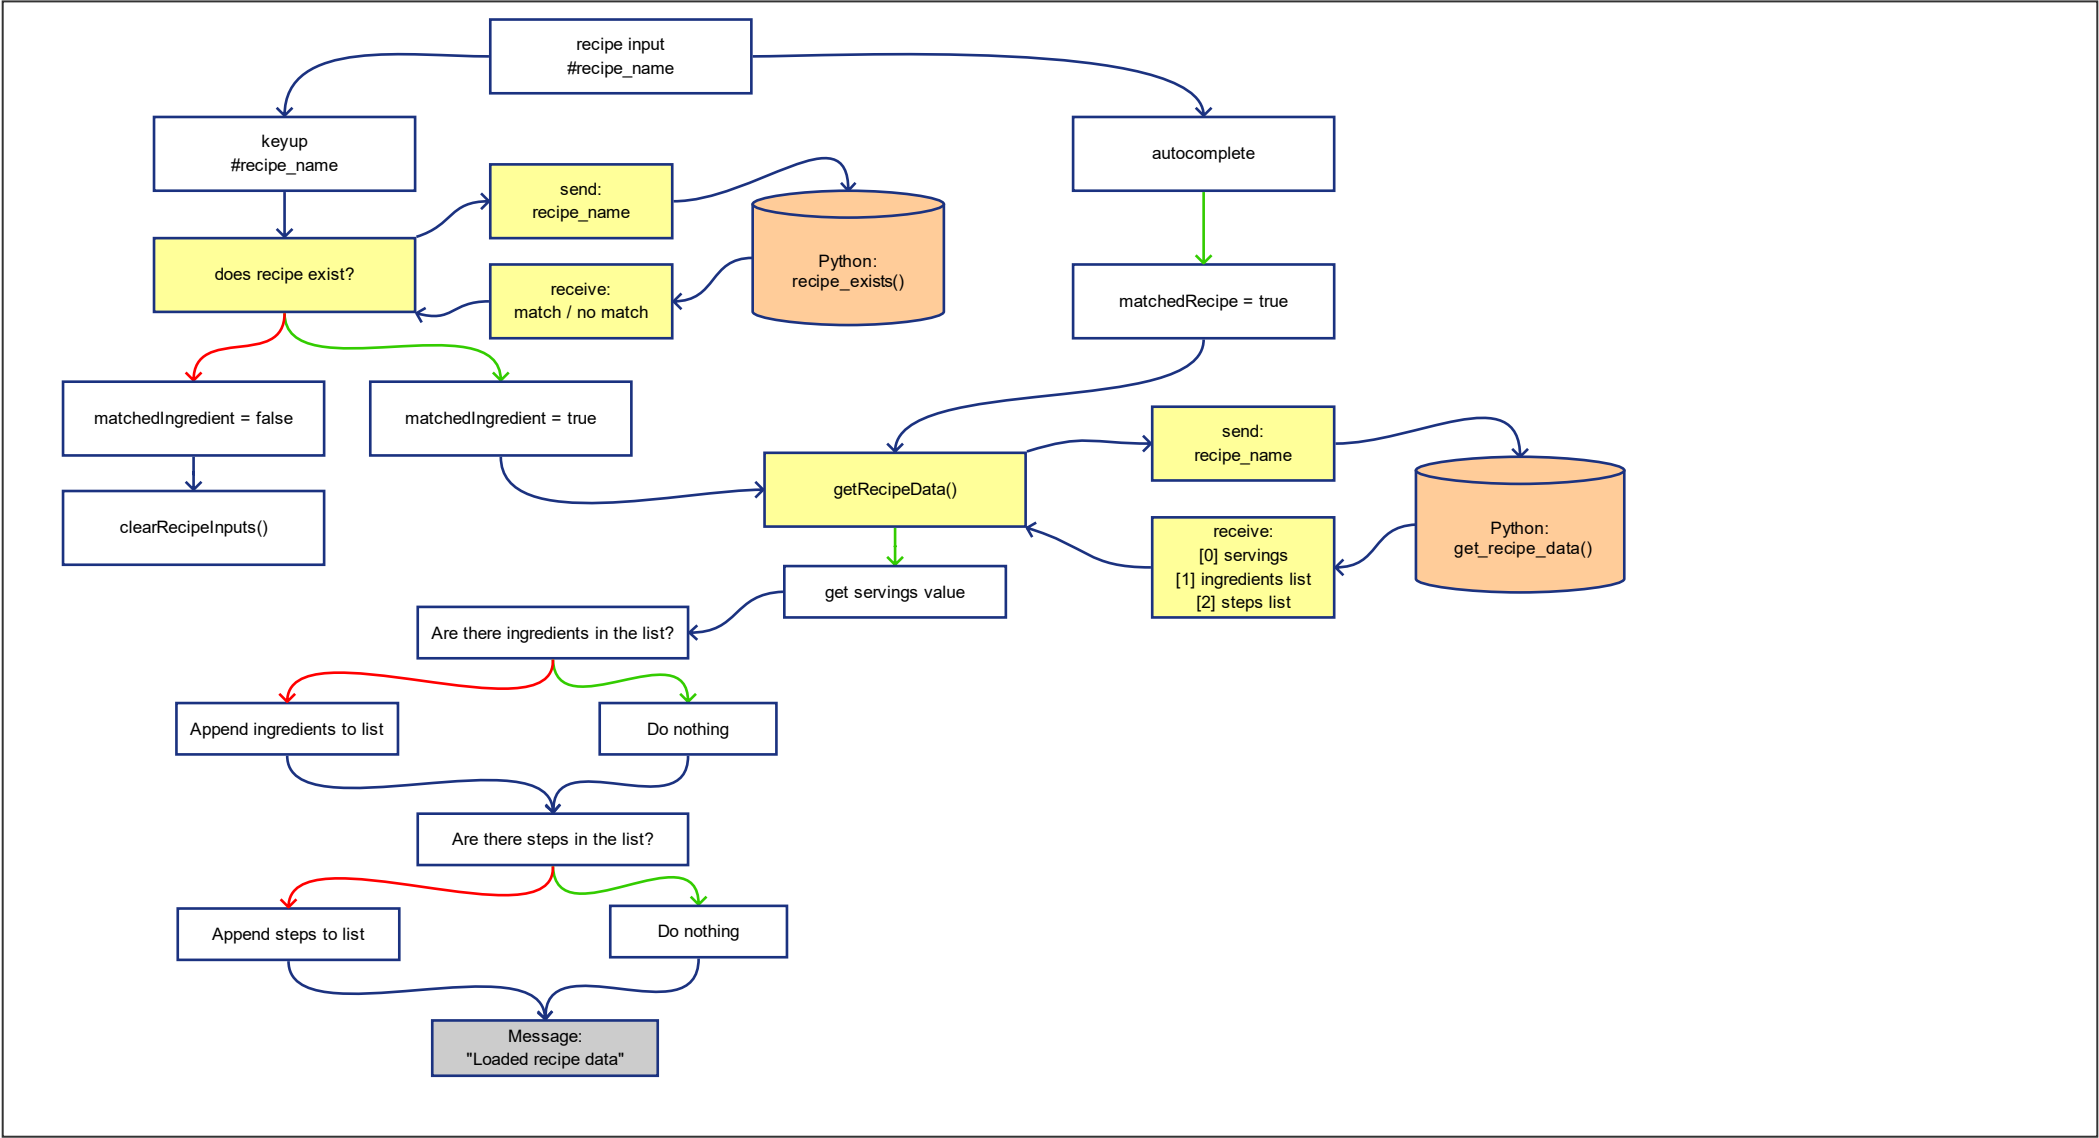 recipe input
#recipe_name
keyup
#recipe_name
autocomplete
send:
recipe_name
does recipe exist?
Python:
recipe_exists()
receive:
match / no match
matchedRecipe = true
matchedIngredient = false
matchedIngredient = true
send:
recipe_name
getRecipeData()
clearRecipeInputs()
Python:
get_recipe_data()
receive:
[0] servings
[1] ingredients list
[2] steps list
get servings value
Are there ingredients in the list?
Append ingredients to list
Do nothing
Are there steps in the list?
Append steps to list
Do nothing
Message:
"Loaded recipe data"